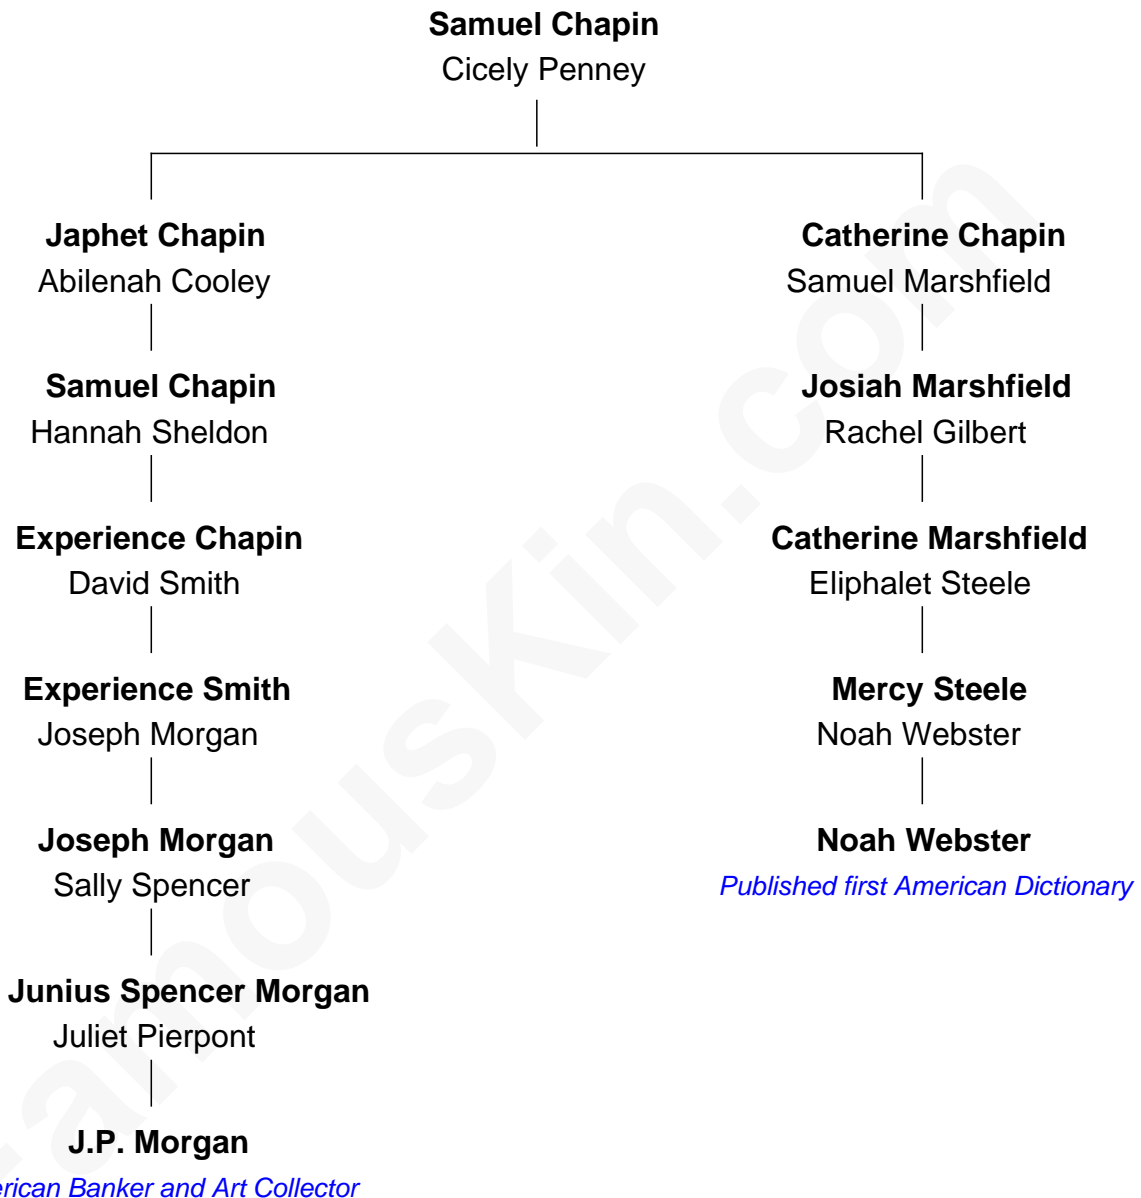 Samuel Chapin
Cicely Penney
Japhet Chapin
Abilenah Cooley
Catherine Chapin
Samuel Marshfield
Samuel Chapin
Hannah Sheldon
Josiah Marshfield
Rachel Gilbert
Experience Chapin
David Smith
Catherine Marshfield
Eliphalet Steele
Experience Smith
Joseph Morgan
Mercy Steele
Noah Webster
Joseph Morgan
Sally Spencer
Noah Webster
Published first American Dictionary
Junius Spencer Morgan
Juliet Pierpont
J.P. Morgan
erican Banker and Art Collector
amouskin.com